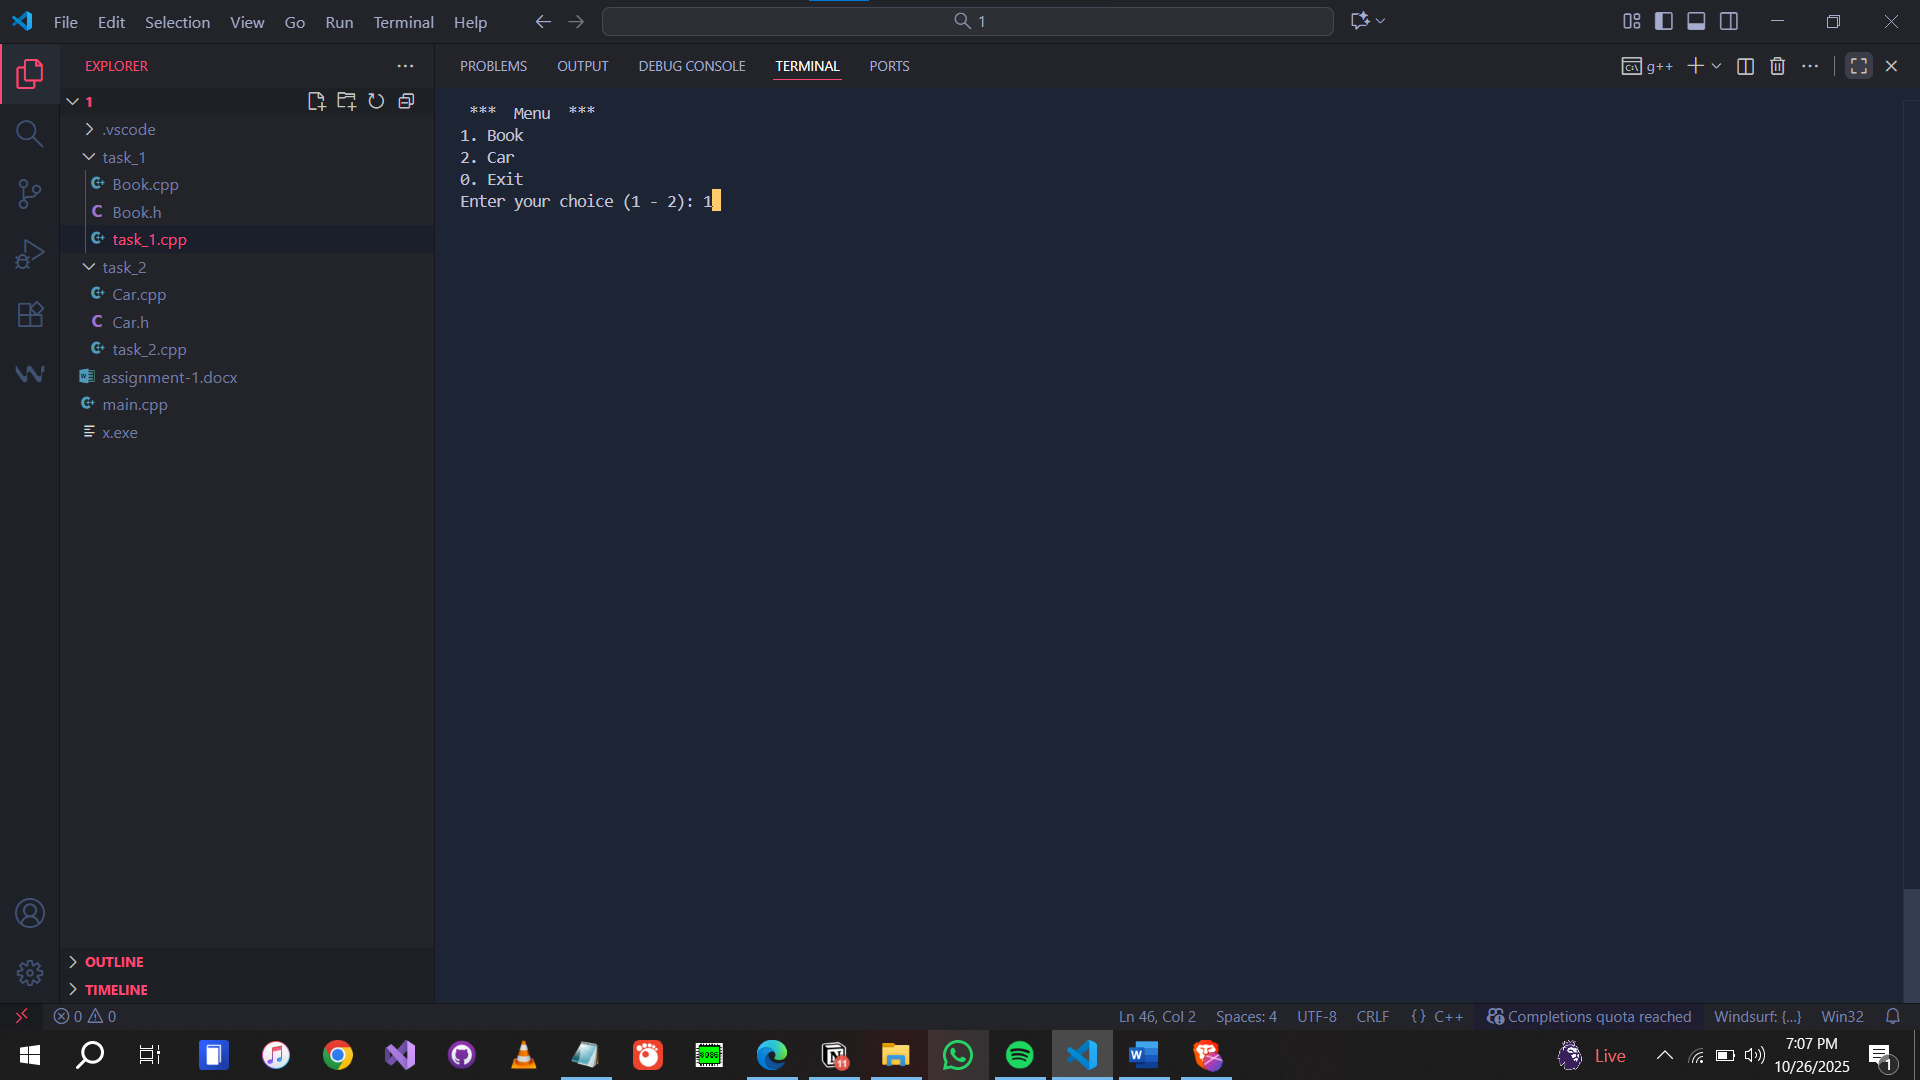 File Edit Selection View Go Run Terminal Help
1
EXPLORER
PROBLEMS OUTPUT DEBUG CONSOLE TERMINAL PORTS
g++
1
.vscode
task_1
Book.cpp
Book.h
task_1.cpp
task_2
Car.cpp
Car.h
task_2.cpp
assignment-1.docx
main.cpp
x.exe
OUTLINE
TIMELINE
*** Menu ***
1. Book
2. Car
0. Exit
Enter your choice (1 - 2): 1
0 0
Ln 46, Col 2 Spaces: 4 UTF-8 CRLF {} C++ Completions quota reached Windsurf: {...} Win32
8086
11
Live
7:07 PM
10/26/2025
1